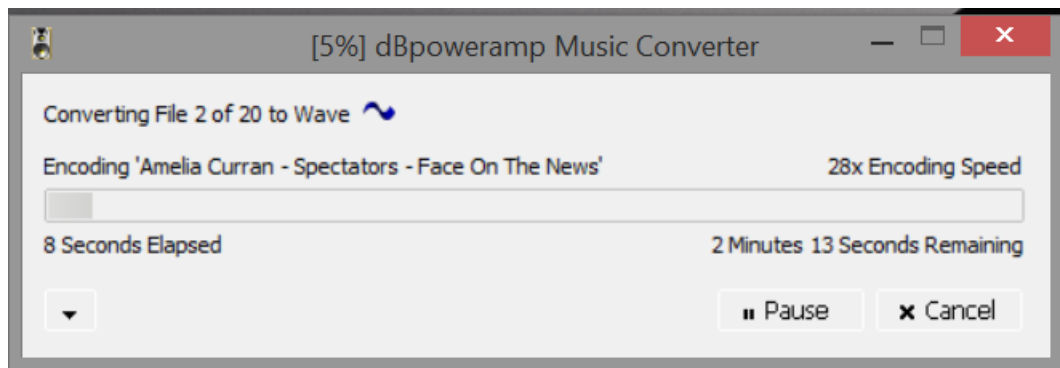 [5%] dBpoweramp Music Converter
Converting File 2 of 20 to Wave
Encoding 'Amelia Curran - Spectators - Face On The News' 28x Encoding Speed
8 Seconds Elapsed 2 Minutes 13 Seconds Remaining
Pause Cancel